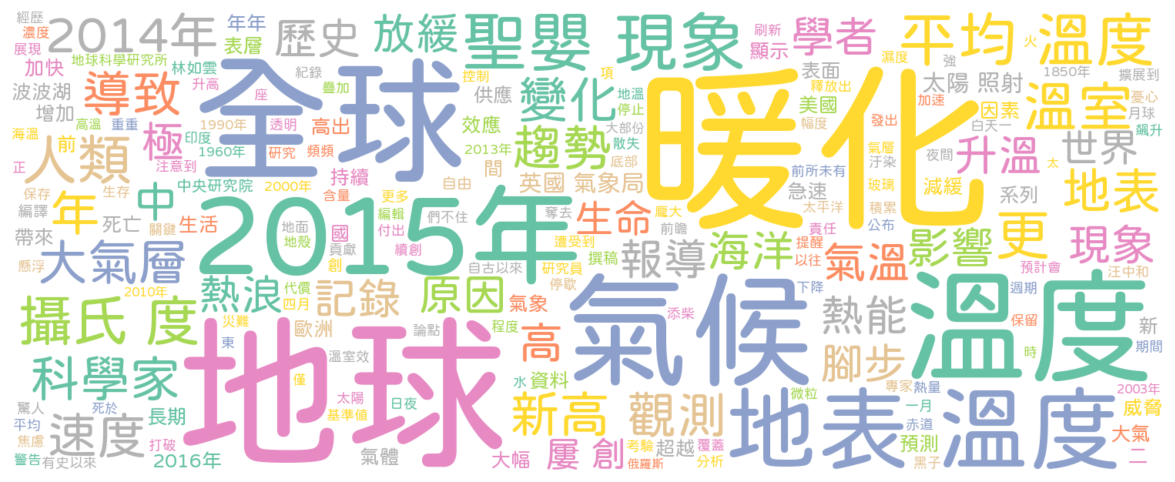 經歷
濃度
展現
2014年
年年
表層
歷史
放緩
聖嬰 現象
刷新
顯示
學者
平均 溫度
火
加快
地球科學研究所
林如雲
升高
紀錄
疊加
控制
項
釋放出
表面
濕度
太陽 照射
強
1850年
擴展到
波波湖
增加
導致
全球
座
供應
變化
地溫
停止
暖化
美國
幅度
加速
因素
溫室
憂心
月球
飆升
海溫
高溫
重重
印度
1990年
透明
高出
效應
大部份
散失
發出
白天一
人類
前
極
1960年
研究
頻頻
2013年
趨勢
底部
氣層
汙染
夜間
升溫
太
世界
正
注意到
持續
間
英國 氣象局
前所未有
急速
玻璃
減緩
系列
地表
保存
編譯
生存
年
中
中央研究院
2000年
含量
更多
自由
太平洋
積累
公布
死亡
關鍵
生活
2015年
地面
地殼
國
貢獻
創
編輯
付出
續創
們不住
奪去
遭受到
生命
龐大
前瞻
責任
提醒
以往
影響
更
現象
帶來
懸浮
大氣層
自古以來
撰稿
研究員
停歇
報導
海洋
氣溫
預計會
汪中和
2010年
熱浪
代價
四月
記錄
原因
氣象
氣候
下降
溫度
週期
攝氏 度
災難
東
歐洲
論點
程度
高
添柴
熱能
保留
新
期間
時
科學家
地球
溫室效
僅
太陽
基準值
日夜
水
資料
腳步
微粒
專家
熱量
2003年
驚人
平均
焦慮
死於
長期
速度
打破
新高
觀測
地表 溫度
一月
赤道
預測
黑子
威脅
大氣
二
警告
有史以來
2016年
氣體
大幅
屢 創
考驗
俄羅斯
超越
覆蓋
分析